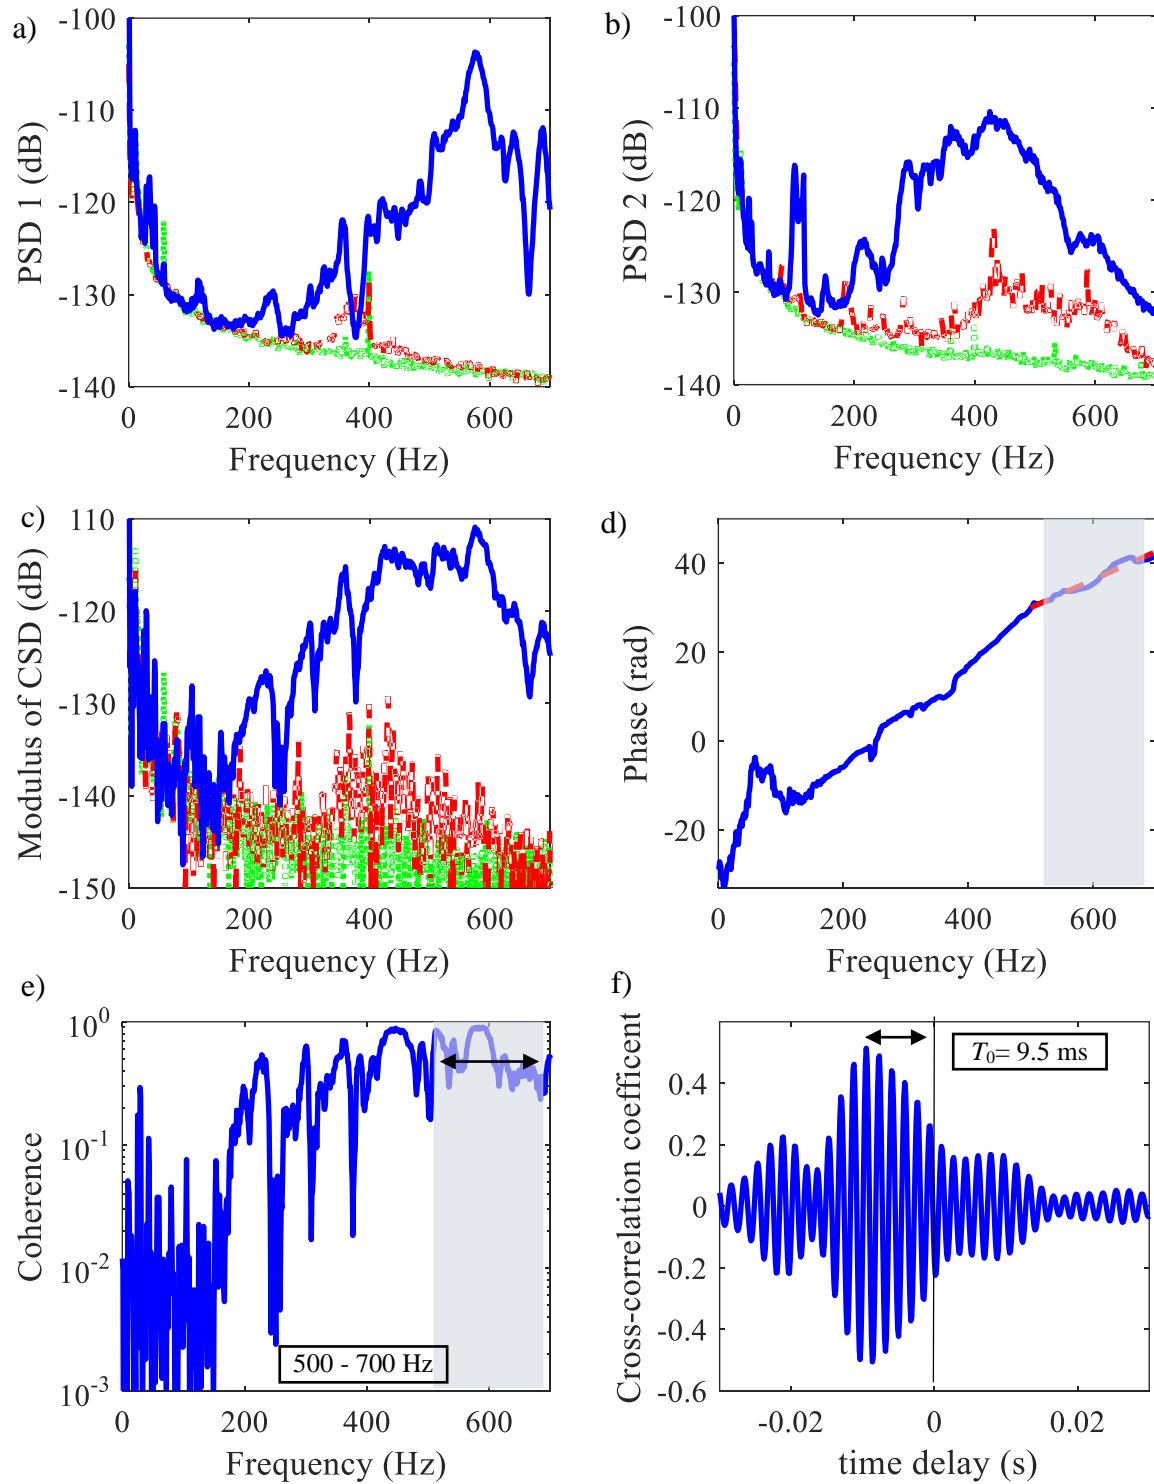 a)
-100
-110
-120
-130
-140
PSD 1 (dB)
0 200 400 600
Frequency (Hz)
b)
-100
-110
-120
-130
-140
PSD 2 (dB)
0 200 400 600
Frequency (Hz)
c)
110
-120
-130
-140
-150
Modulus of CSD (dB)
0 200 400 600
Frequency (Hz)
d)
40
20
0
-20
Phase (rad)
0 200 400 600
Frequency (Hz)
e)
10^0
10^-1
10^-2
10^-3
Coherence
500 - 700 Hz
0 200 400 600
Frequency (Hz)
f)
0.4
0.2
0
-0.2
-0.4
-0.6
Cross-correlation coefficent
T0= 9.5 ms
-0.02 0 0.02
time delay (s)